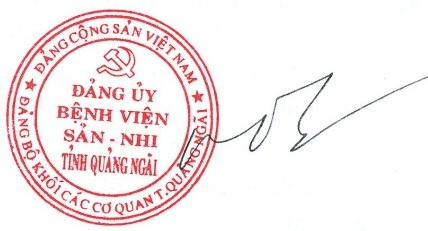 ĐẢNG CỘNG SẢN VIỆT NAM
ĐẢNG ỦY
BỆNH VIỆN
SẢN - NHI
TỈNH QUẢNG NGÃI
ĐẢNG BỘ KHỐI CÁC CƠ QUAN T.QUẢNG NGÃI